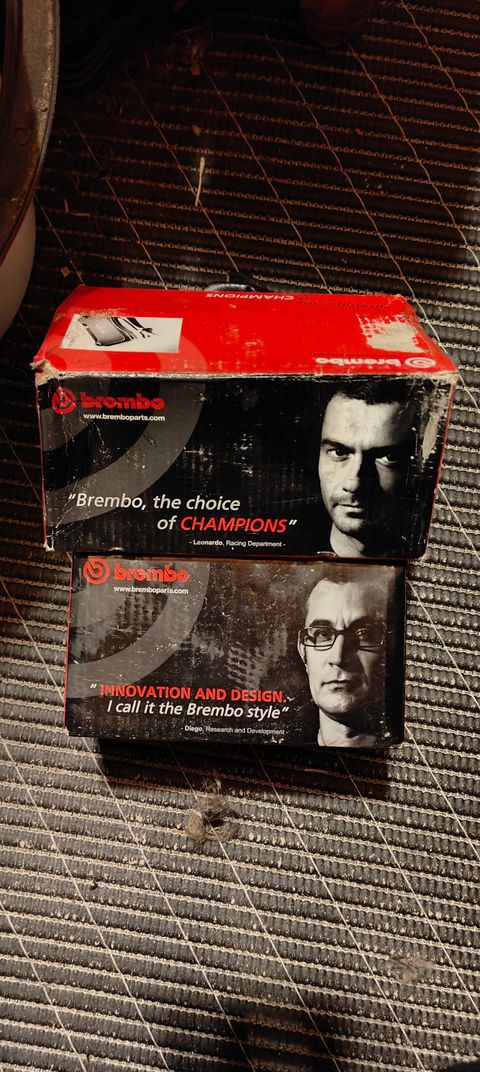 CHAMPIONS
brembo
brembo
www.bremboparts.com
"Brembo, the choice
of CHAMPIONS"
- Leonardo, Racing Department -
brembo
www.bremboparts.com
" INNOVATION AND DESIGN.
I call it the Brembo style"
- Diego, Research and Development